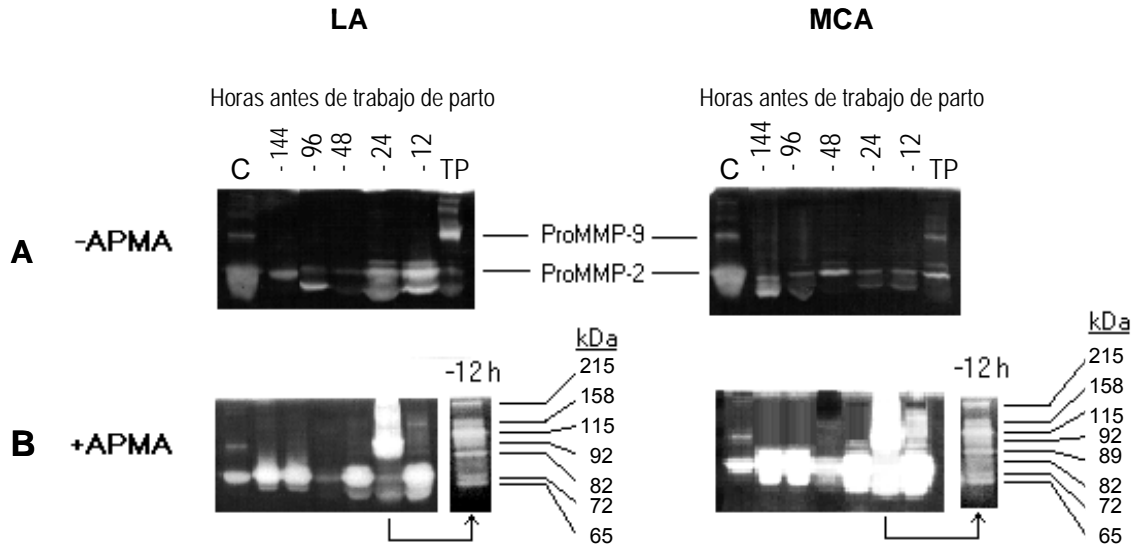 LA
MCA
Horas antes de trabajo de parto
Horas antes de trabajo de parto
C - 144 - 96 - 48 - 24 - 12 TP
C - 144 - 96 - 48 - 24 - 12 TP
A
-APMA
ProMMP-9
ProMMP-2
B
+APMA
-12 h
kDa
215
158
115
92
82
72
65
-12 h
kDa
215
158
115
92
89
82
72
65